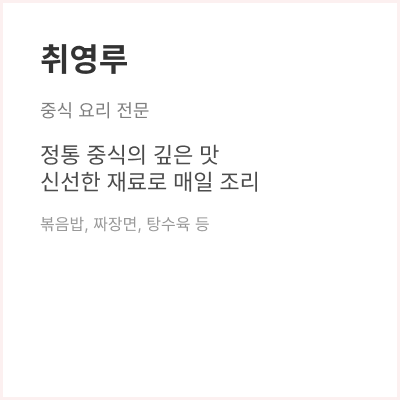 취영루
중식 요리 전문
정통 중식의 깊은 맛
신선한 재료로 매일 조리
볶음밥, 짜장면, 탕수육 등